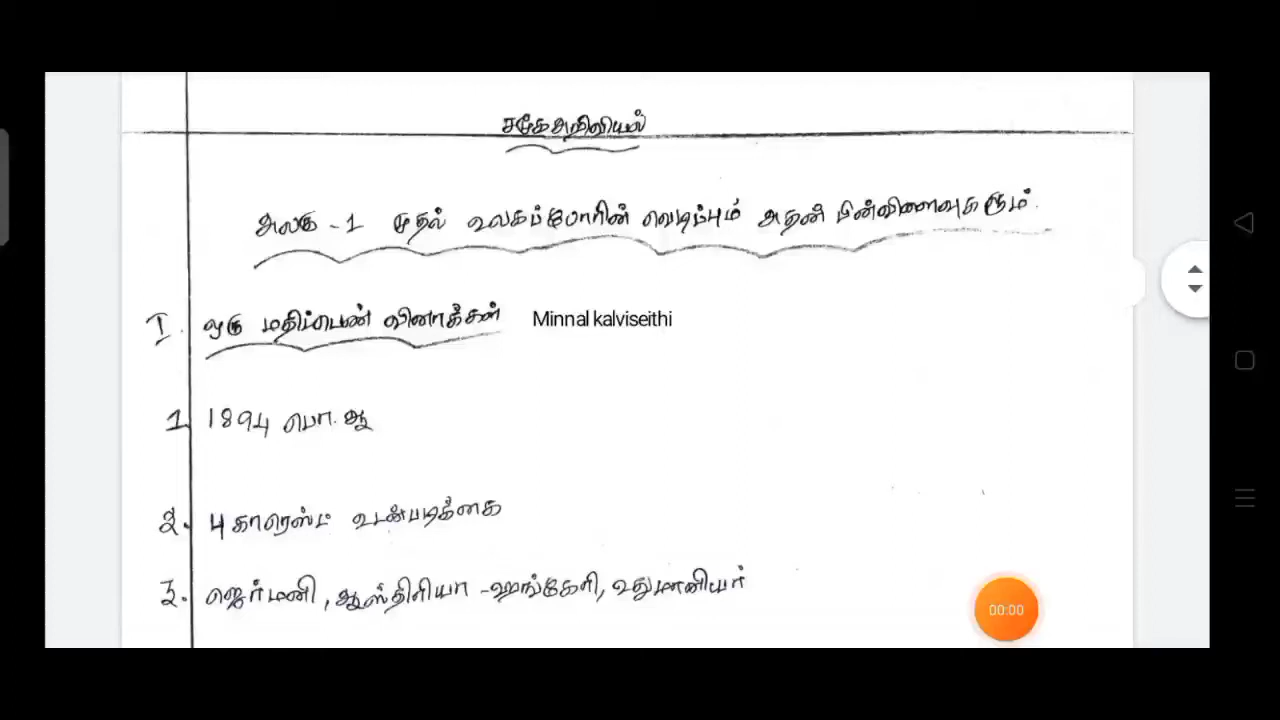 சமூகஅறிவியல்
அலகு -1 முதல் உலகப்போரின் வெடிப்பும் அதன் பின்விளைவுகளும்.
I. ஒரு மதிப்பெண் வினாக்கள் Minnal kalviseithi
1. 1894 பொ.ஆ
2. புகாரெஸ்ட் உடன்படிக்கை
3. ஜெர்மனி, ஆஸ்திரியா -ஹங்கேரி, உதுமானியர்
00:00